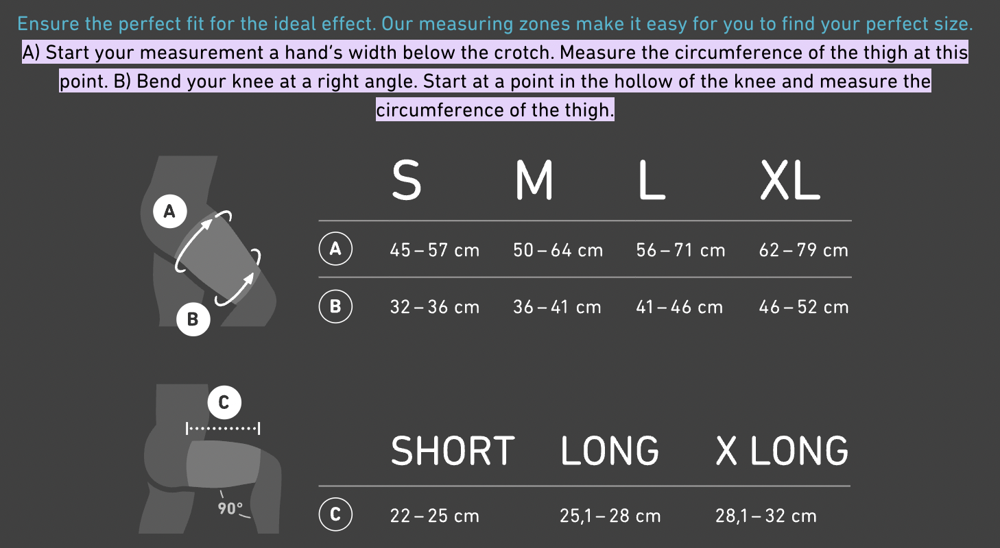 Ensure the perfect fit for the ideal effect. Our measuring zones make it easy for you to find your perfect size.
A) Start your measurement a hand's width below the crotch. Measure the circumference of the thigh at this
point. B) Bend your knee at a right angle. Start at a point in the hollow of the knee and measure the
circumference of the thigh.
S M L XL
A
A 45 – 57 cm 50 – 64 cm 56 – 71 cm 62 – 79 cm
B 32 – 36 cm 36 – 41 cm 41 – 46 cm 46 – 52 cm
B
C
SHORT LONG X LONG
90°
C 22 – 25 cm 25,1 – 28 cm 28,1 – 32 cm